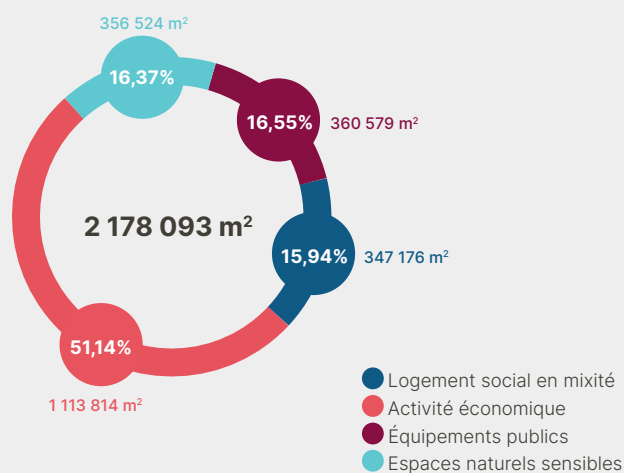 356 524 m²
16,37%
16,55%
360 579 m²
2 178 093 m²
15,94%
347 176 m²
51,14%
1 113 814 m²
Logement social en mixité
Activité économique
Équipements publics
Espaces naturels sensibles